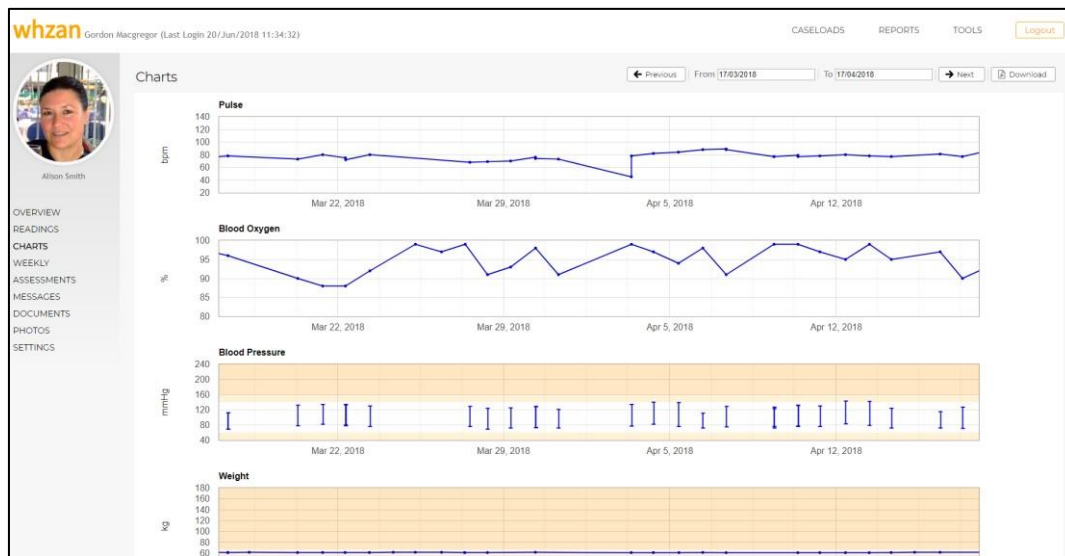 whzan Gordon Macgregor (Last Login 20/Jun/2018 11:34:32)
CASELOADS REPORTS TOOLS Logout
Charts
Previous From 17/03/2018 To 17/04/2018 Next Download
Alison Smith
OVERVIEW
READINGS
CHARTS
WEEKLY
ASSESSMENTS
MESSAGES
DOCUMENTS
PHOTOS
SETTINGS
Pulse
bpm
140
120
100
80
60
40
20
Mar 22, 2018 Mar 29, 2018 Apr 5, 2018 Apr 12, 2018
Blood Oxygen
%
100
95
90
85
80
Mar 22, 2018 Mar 29, 2018 Apr 5, 2018 Apr 12, 2018
Blood Pressure
mmHg
240
200
160
120
80
40
Mar 22, 2018 Mar 29, 2018 Apr 5, 2018 Apr 12, 2018
Weight
kg
180
160
140
120
100
80
60